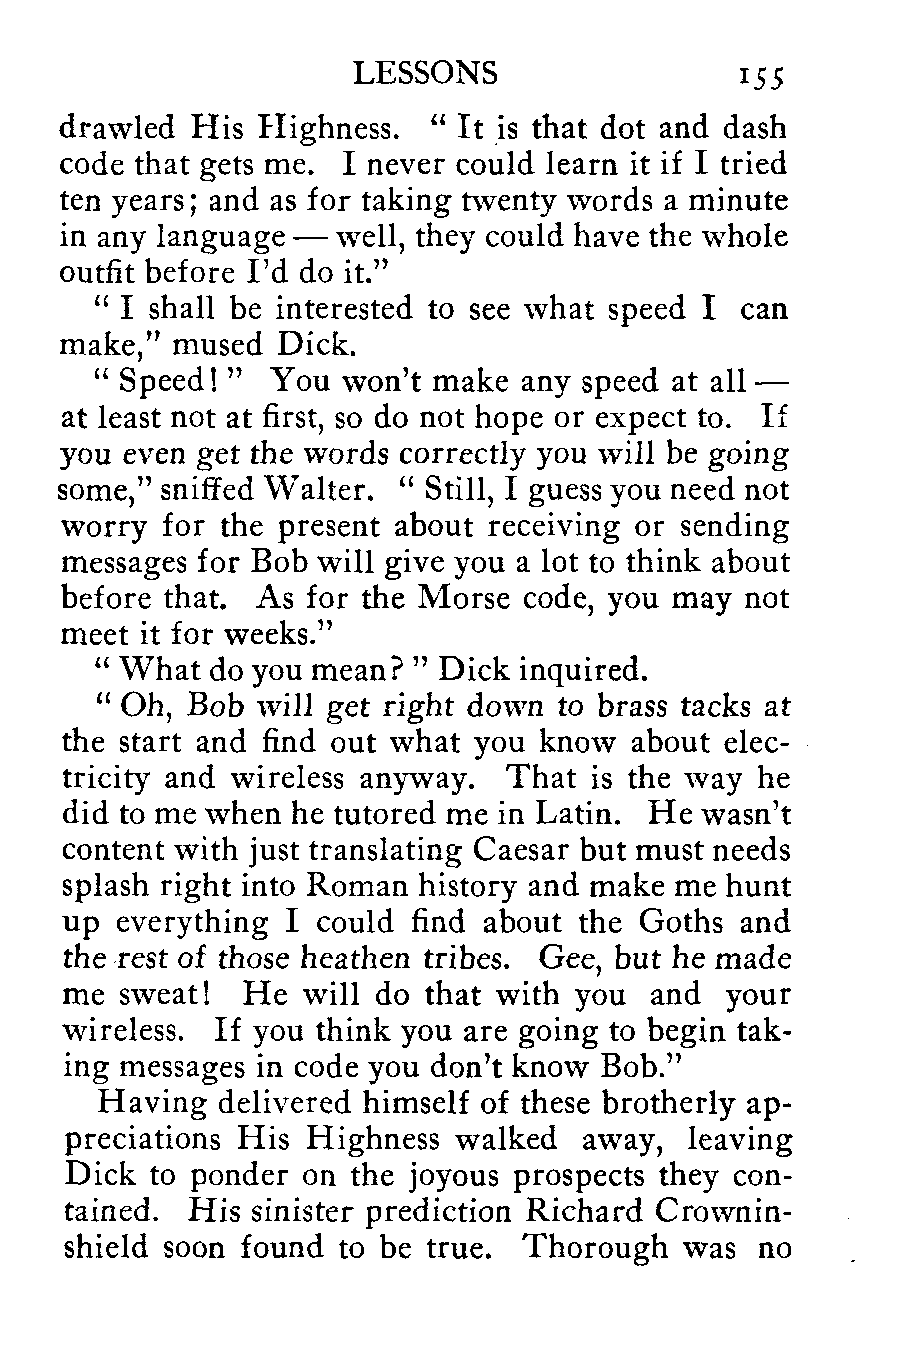 LESSONS 155
drawled His Highness. “ It is that dot and dash
code that gets me. I never could learn it if I tried
ten years; and as for taking twenty words a minute
in any language — well, they could have the whole
outfit before I’d do it.”
“ I shall be interested to see what speed I can
make,” mused Dick.
“ Speed! ” You won’t make any speed at all —
at least not at first, so do not hope or expect to. If
you even get the words correctly you will be going
some,” sniffed Walter. “ Still, I guess you need not
worry for the present about receiving or sending
messages for Bob will give you a lot to think about
before that. As for the Morse code, you may not
meet it for weeks.”
“ What do you mean? ” Dick inquired.
“ Oh, Bob will get right down to brass tacks at
the start and find out what you know about elec-
tricity and wireless anyway. That is the way he
did to me when he tutored me in Latin. He wasn’t
content with just translating Caesar but must needs
splash right into Roman history and make me hunt
up everything I could find about the Goths and
the rest of those heathen tribes. Gee, but he made
me sweat! He will do that with you and your
wireless. If you think you are going to begin tak-
ing messages in code you don’t know Bob.”
Having delivered himself of these brotherly ap-
preciations His Highness walked away, leaving
Dick to ponder on the joyous prospects they con-
tained. His sinister prediction Richard Crownin-
shield soon found to be true. Thorough was no